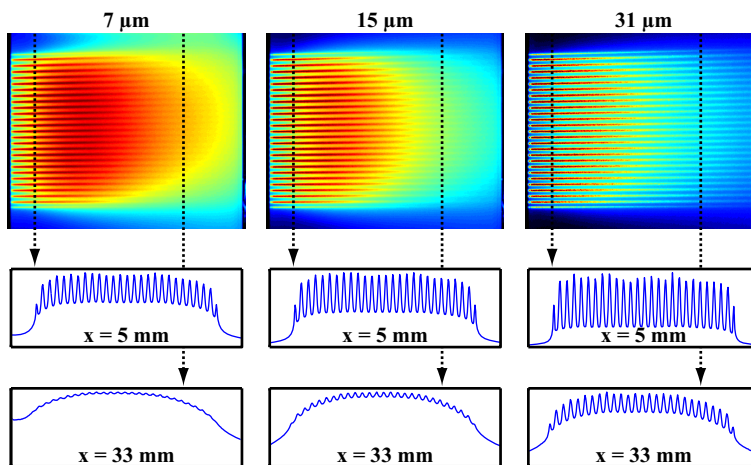 7 µm 15 µm 31 µm
x = 5 mm x = 5 mm x = 5 mm
x = 33 mm x = 33 mm x = 33 mm